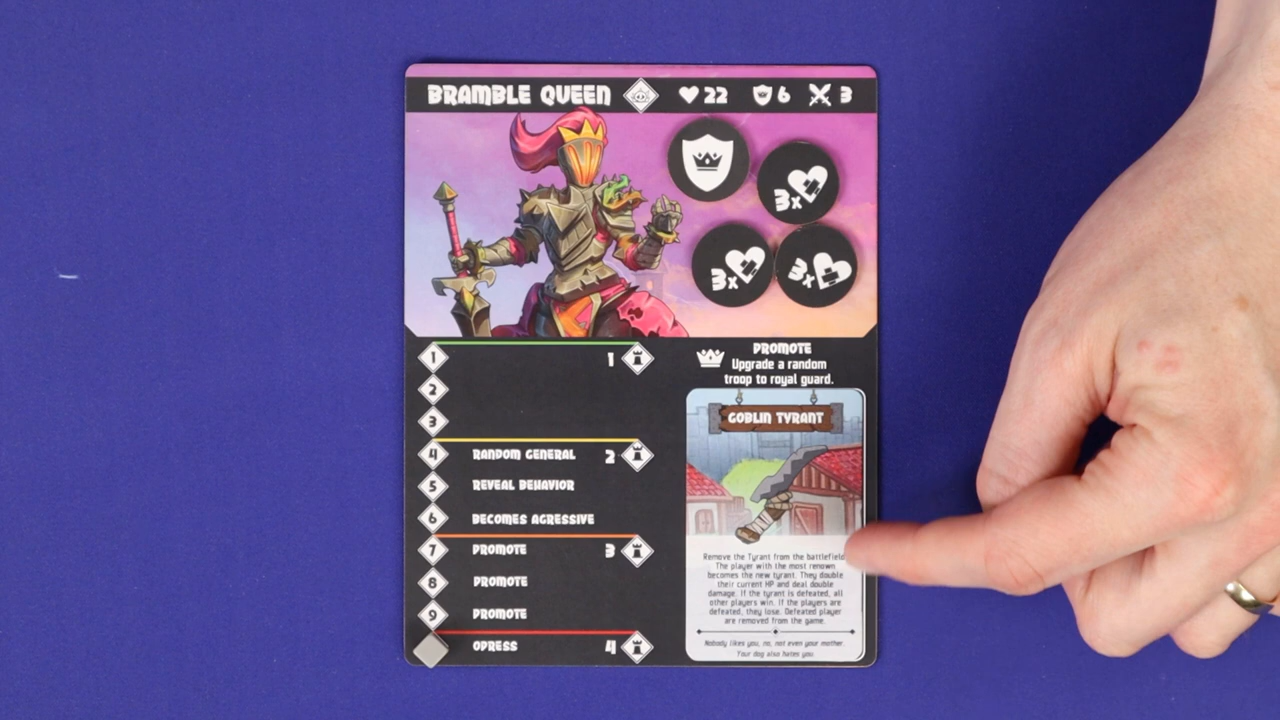 BRAMBLE QUEEN 22 6 3
3x
3x
3x
1 1
2
3
4 RANDOM GENERAL 2
5 REVEAL BEHAVIOR
6 BECOMES AGRESSIVE
7 PROMOTE 3
8 PROMOTE
9 PROMOTE
OPRESS 4
PROMOTE
Upgrade a random
troop to royal guard.
GOBLIN TYRANT
Remove the Tyrant from the battlefield
The player with the most renown
becomes the new tyrant. They double
their current HP and deal double
damage. If the tyrant is defeated, all
other players win. If the players are
defeated, they lose. Defeated player
are removed from the game.
Nobody likes you, no, not even your mother.
Your dog also hates you.